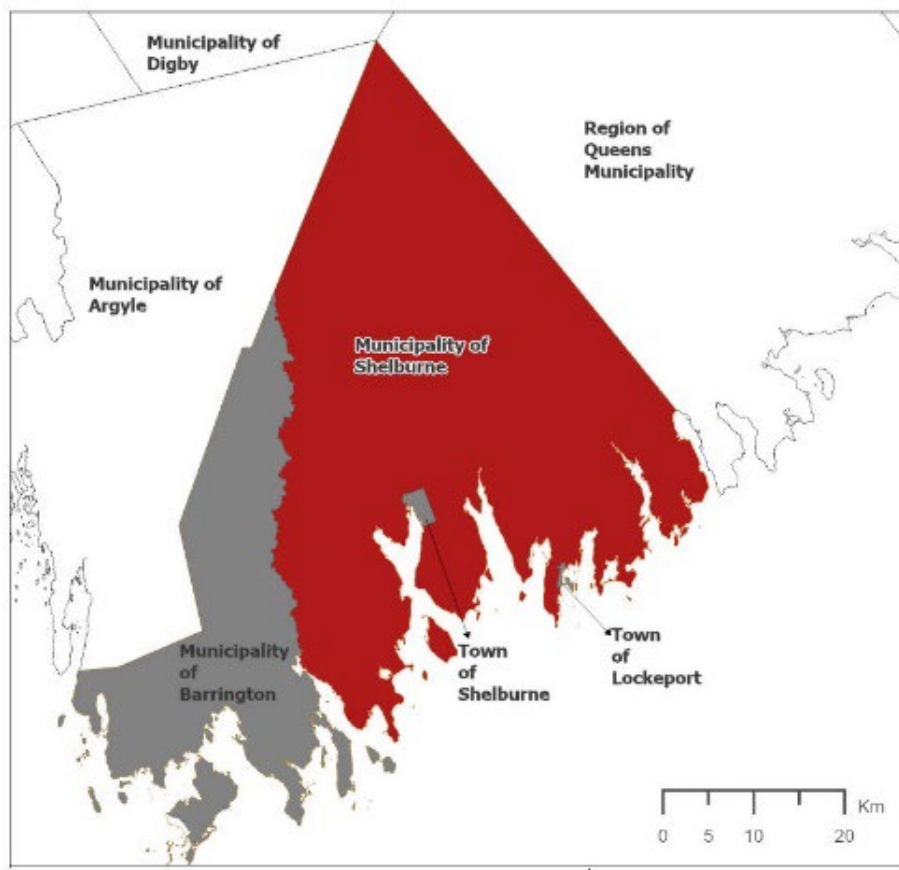 Municipality of
Digby
Region of
Queens
Municipality
Municipality of
Argyle
Municipality of
Shelburne
Municipality
of
Barrington
Town
of
Shelburne
Town
of
Lockeport
Km
0 5 10 20